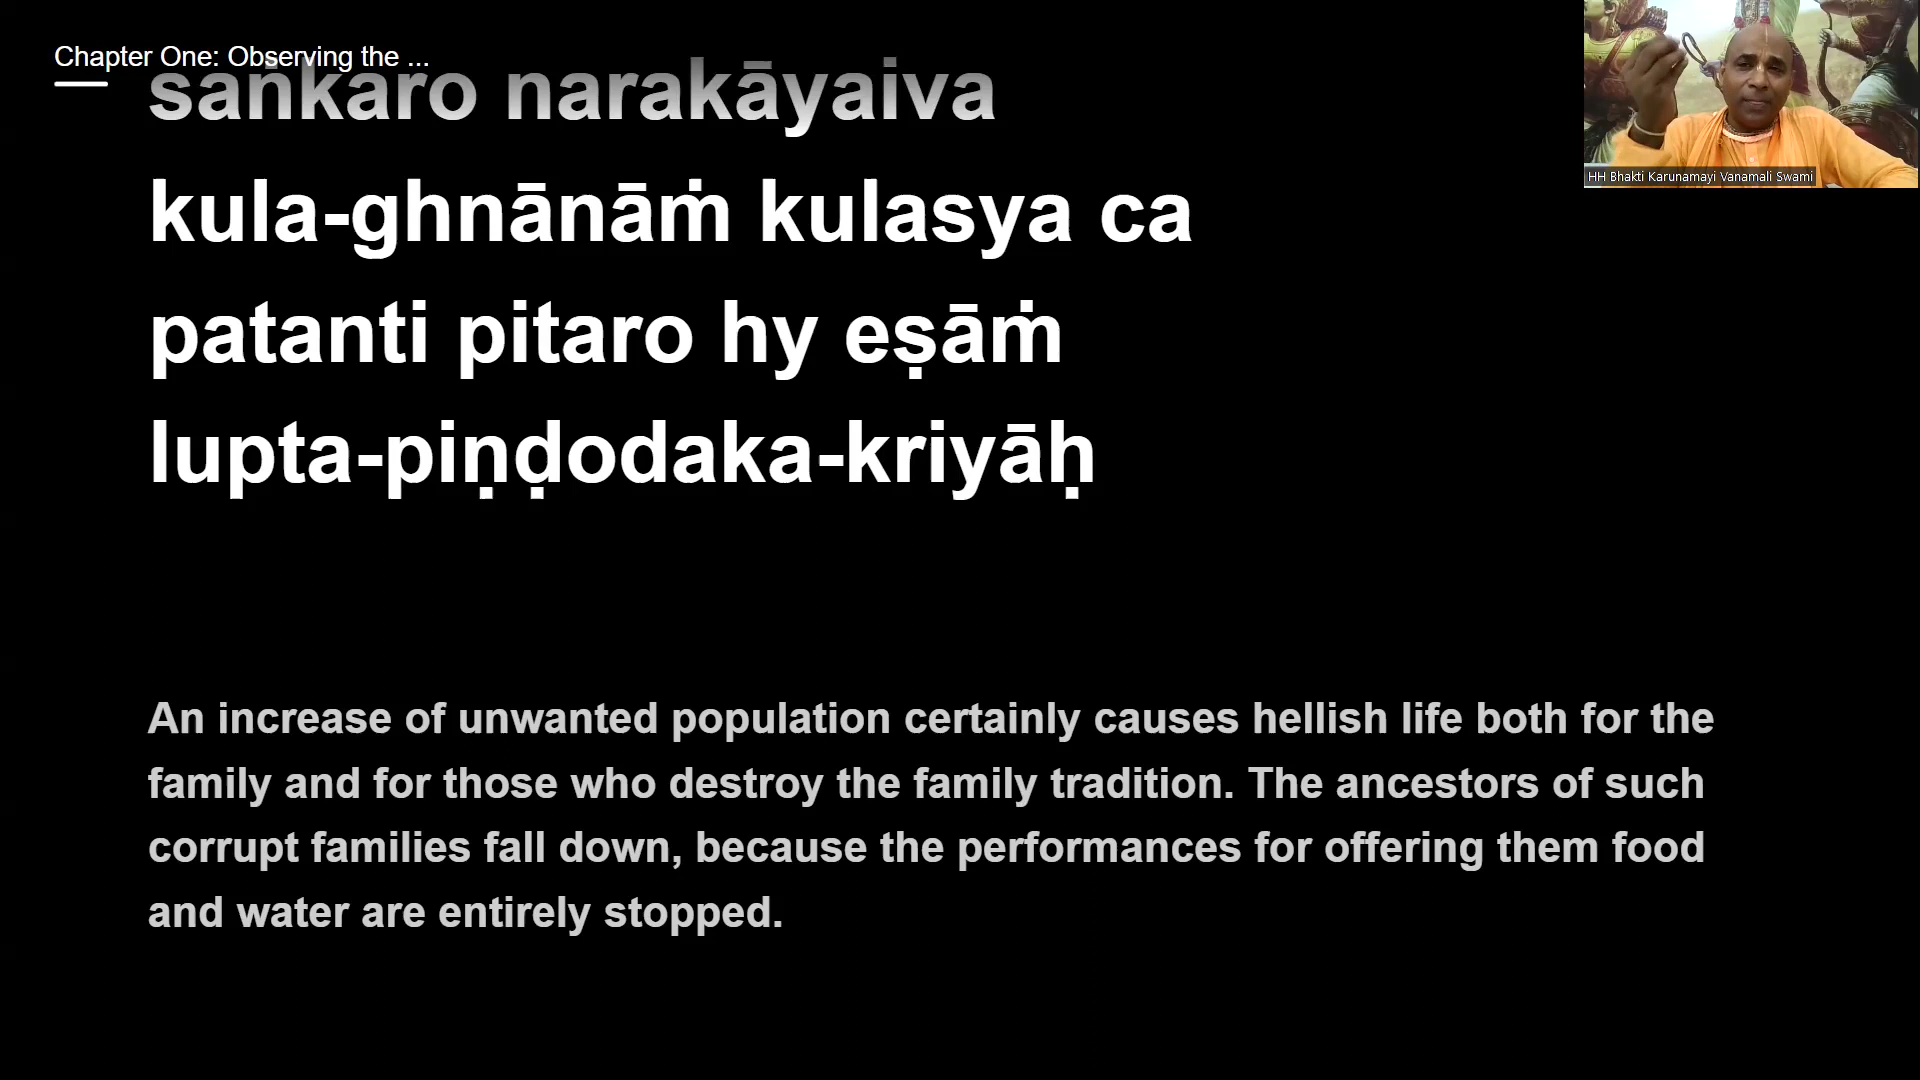 Chapter One: Observing the ...
saṅkaro narakāyaiva
kula-ghnānāṁ kulasya ca
patanti pitaro hy eṣāṁ
lupta-piṇḍodaka-kriyāḥ
An increase of unwanted population certainly causes hellish life both for the
family and for those who destroy the family tradition. The ancestors of such
corrupt families fall down, because the performances for offering them food
and water are entirely stopped.
HH Bhakti Karunamayi Vanamali Swami